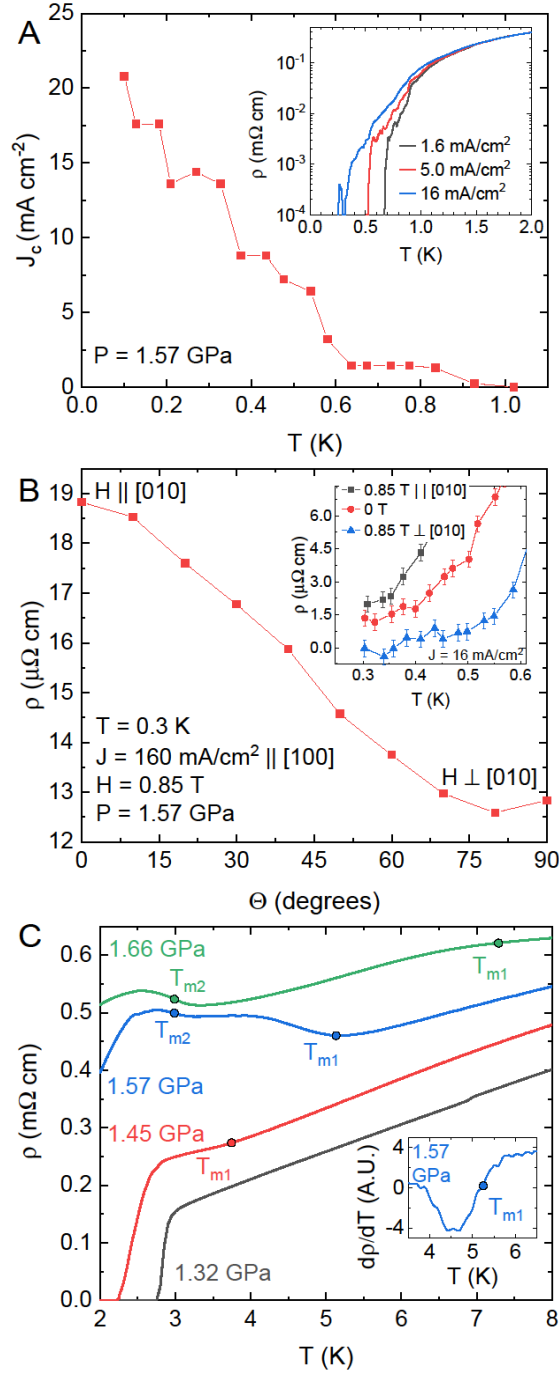 A
25
20
15
10
5
0
J_c (mA cm⁻²)
0.0 0.2 0.4 0.6 0.8 1.0
T (K)
P = 1.57 GPa
10⁻¹
10⁻²
10⁻³
10⁻⁴
ρ (mΩ cm)
1.6 mA/cm²
5.0 mA/cm²
16 mA/cm²
0.0 0.5 1.0 1.5 2.0
T (K)
B
19
18
17
16
15
14
13
12
ρ (μΩ cm)
H || [010]
T = 0.3 K
J = 160 mA/cm² || [100]
H = 0.85 T
P = 1.57 GPa
H ⊥ [010]
0 15 30 45 60 75 90
Θ (degrees)
0.85 T || [010]
0 T
0.85 T ⊥ [010]
6.0
4.5
3.0
1.5
0.0
ρ (μΩ cm)
J = 16 mA/cm²
0.3 0.4 0.5 0.6
T (K)
C
0.6
0.5
0.4
0.3
0.2
0.1
0.0
ρ (mΩ cm)
1.66 GPa
T_m2
T_m1
T_m2
T_m1
1.57 GPa
1.45 GPa
T_m1
1.32 GPa
2 3 4 5 6 7 8
T (K)
4
0
-4
dρ/dT (A.U.)
1.57
GPa
T_m1
4 5 6
T (K)